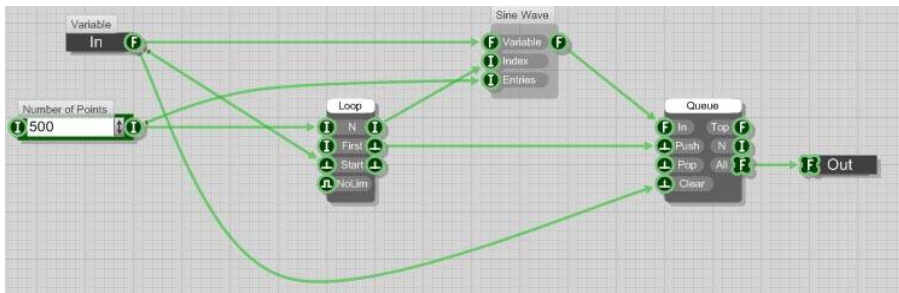 Variable
In F
Sine Wave
F Variable F
I Index
I Entries
Number of Points
I 500 I
Loop
I N I
I First
Start
NoLim
Queue
F In Top F
Push N I
Pop All F
Clear
F Out